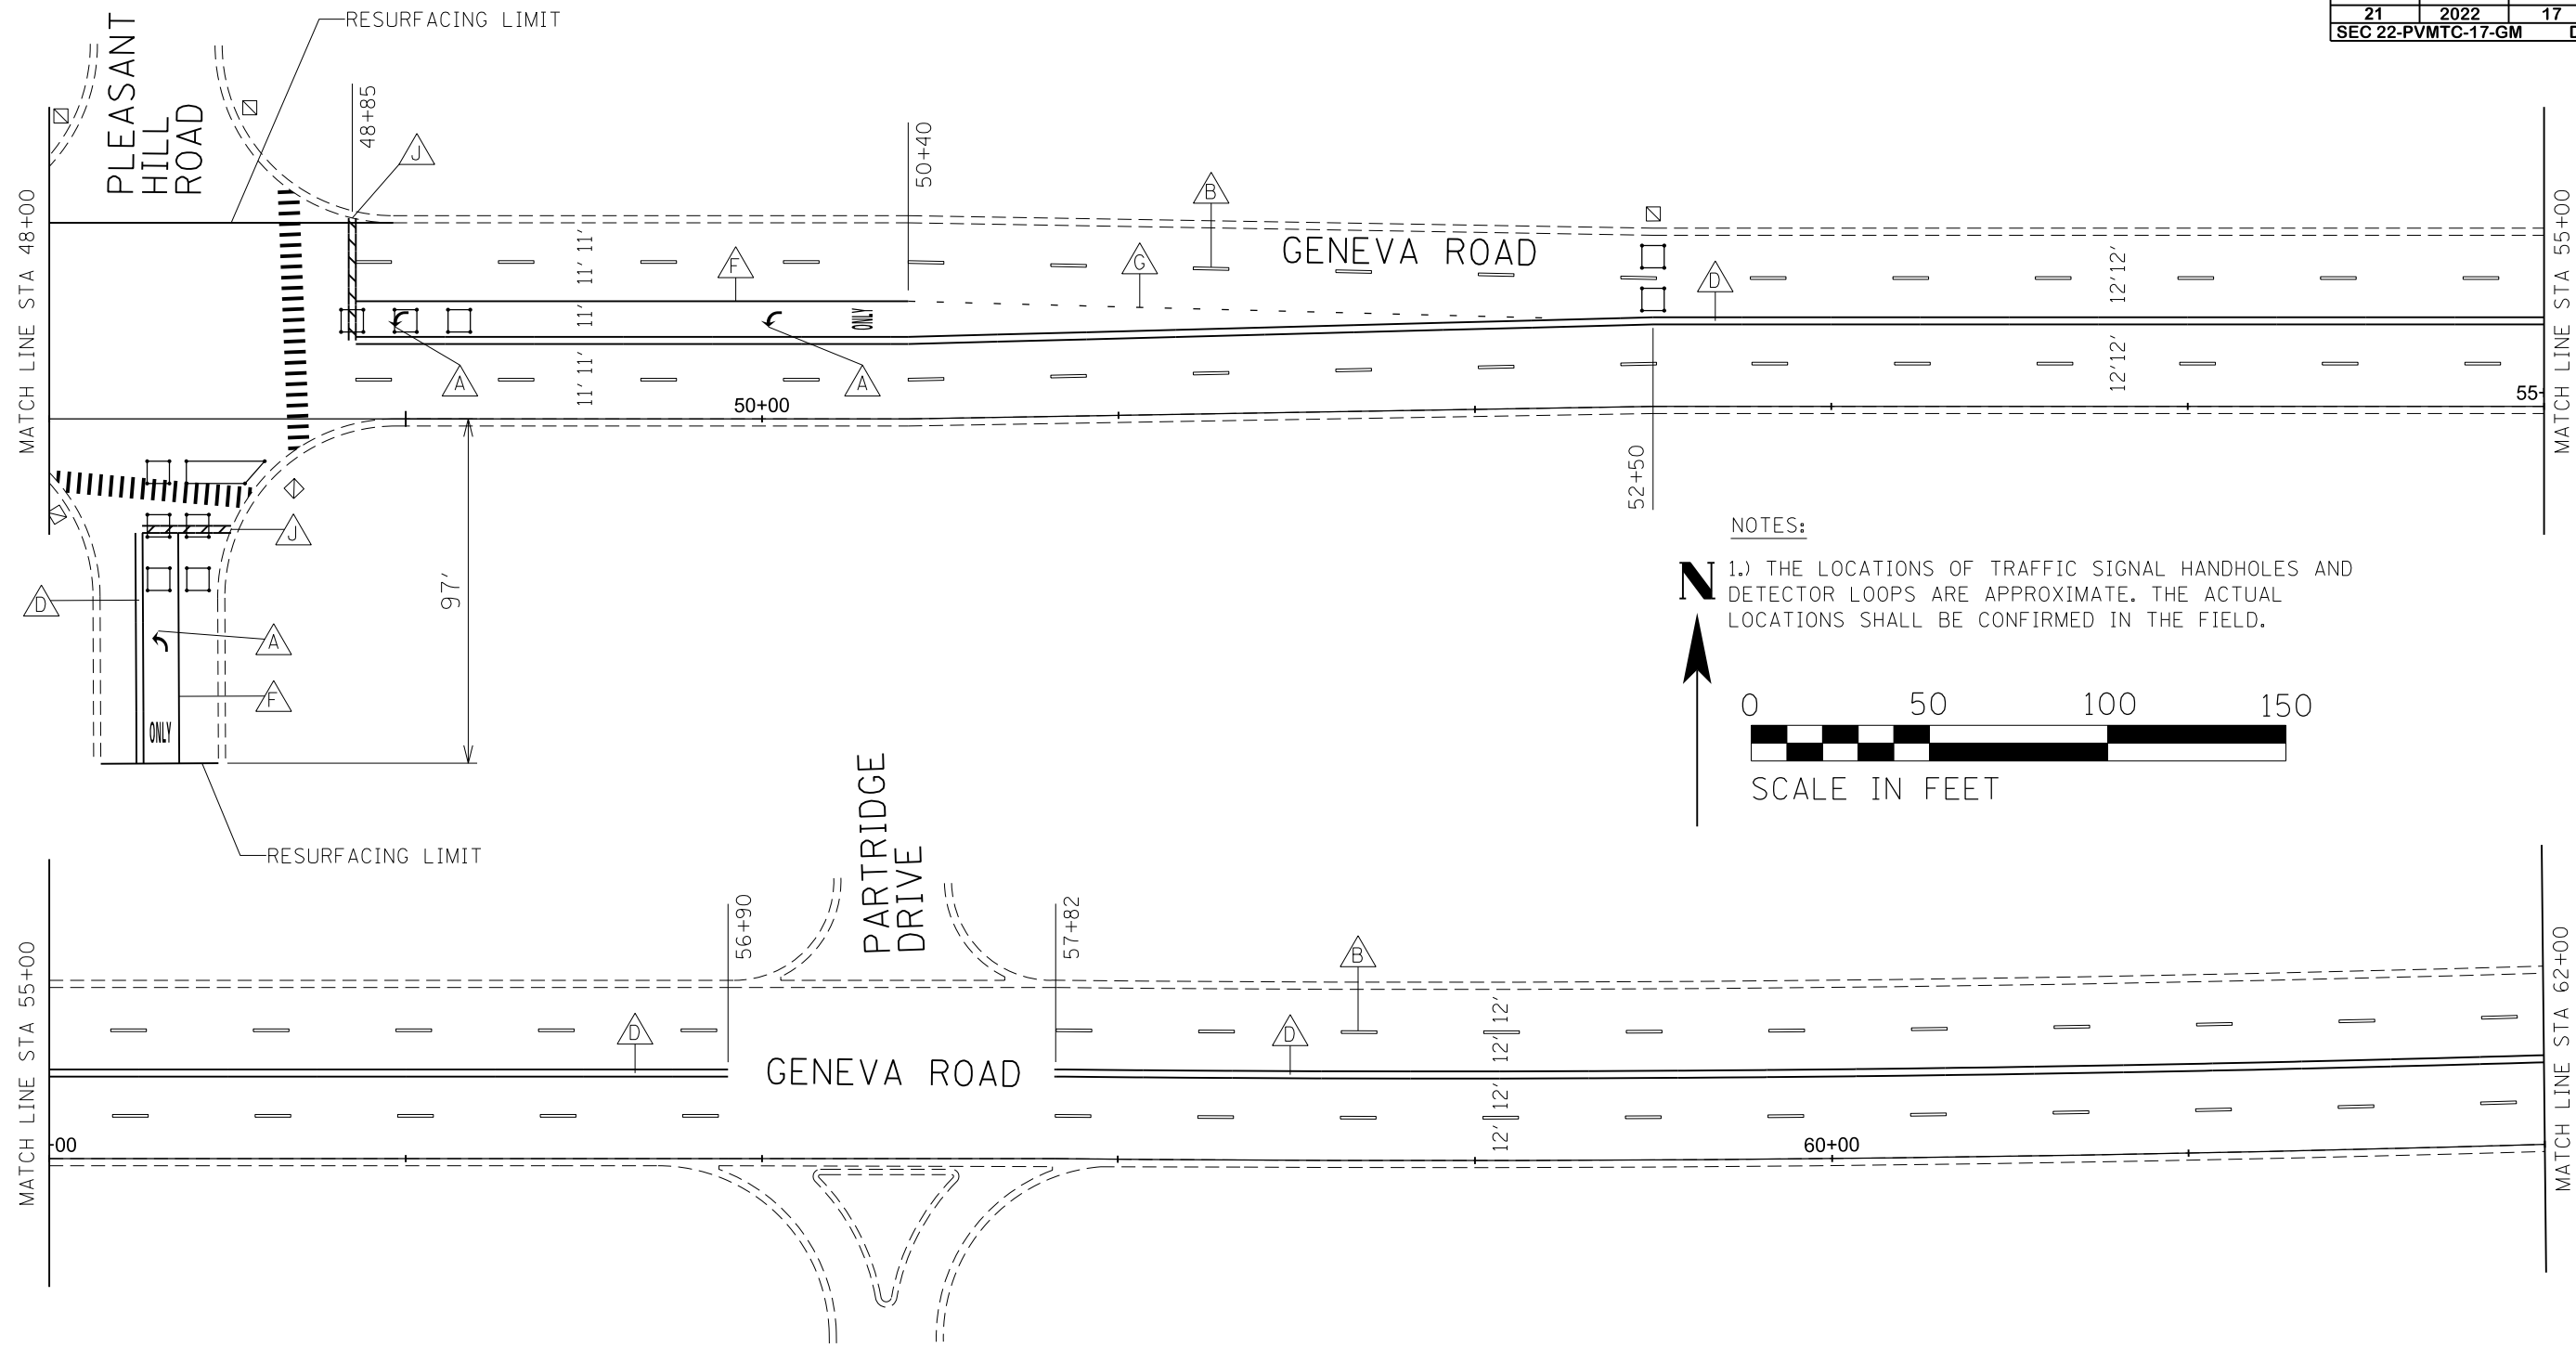 21 2022 17
SEC 22-PVMTC-17-GM D
RESURFACING LIMIT
PLEASANT
HILL
ROAD
48+85
J
50+40
B
MATCH LINE STA 48+00
11' 11'
F
G
GENEVA ROAD
D
12'12'
MATCH LINE STA 55+00
ONLY
11'
A
A
11' 11'
12'12'
50+00
55
52+50
J
D
97'
A
F
ONLY
NOTES:
N
1.) THE LOCATIONS OF TRAFFIC SIGNAL HANDHOLES AND
DETECTOR LOOPS ARE APPROXIMATE. THE ACTUAL
LOCATIONS SHALL BE CONFIRMED IN THE FIELD.
0 50 100 150
SCALE IN FEET
RESURFACING LIMIT
PARTRIDGE
DRIVE
56+90
57+82
B
MATCH LINE STA 55+00
D
GENEVA ROAD
D
12' 12'
12' 12'
MATCH LINE STA 62+00
00
60+00